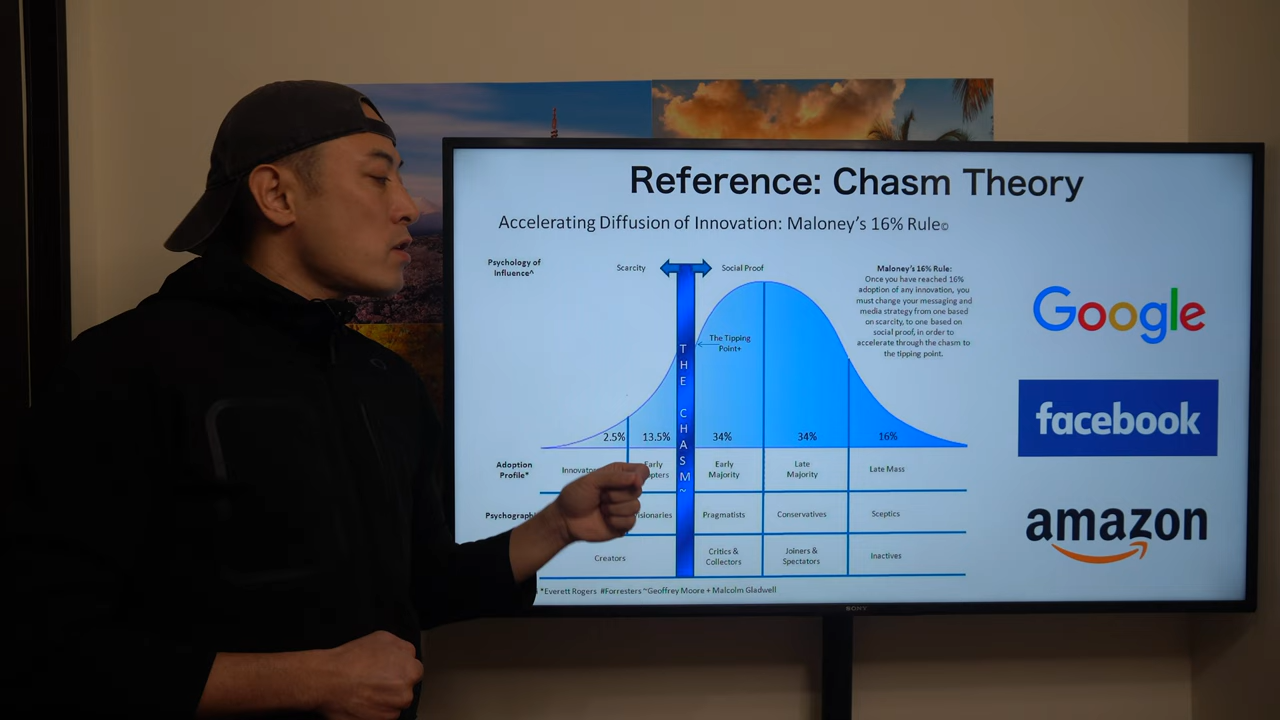 Reference: Chasm Theory
Accelerating Diffusion of Innovation: Maloney's 16% Rule©
Psychology of
Influence^
Scarcity
Social Proof
Maloney's 16% Rule:
Once you have reached 16%
adoption of any innovation, you
must change your messaging and
media strategy from one based
on scarcity, to one based on
social proof, in order to
accelerate through the chasm to
the tipping point.
The Tipping
Point+
THE CHASM~
2.5%
13.5%
34%
34%
16%
Adoption
Profile*
Early
Early
Majority
Late
Majority
Late Mass
Pragmatists
Conservatives
Sceptics
Creators
Critics &
Collectors
Joiners &
Spectators
Inactives
*Everett Rogers #Forresters ~Geoffrey Moore + Malcolm Gladwell
Google
facebook
amazon
SONY